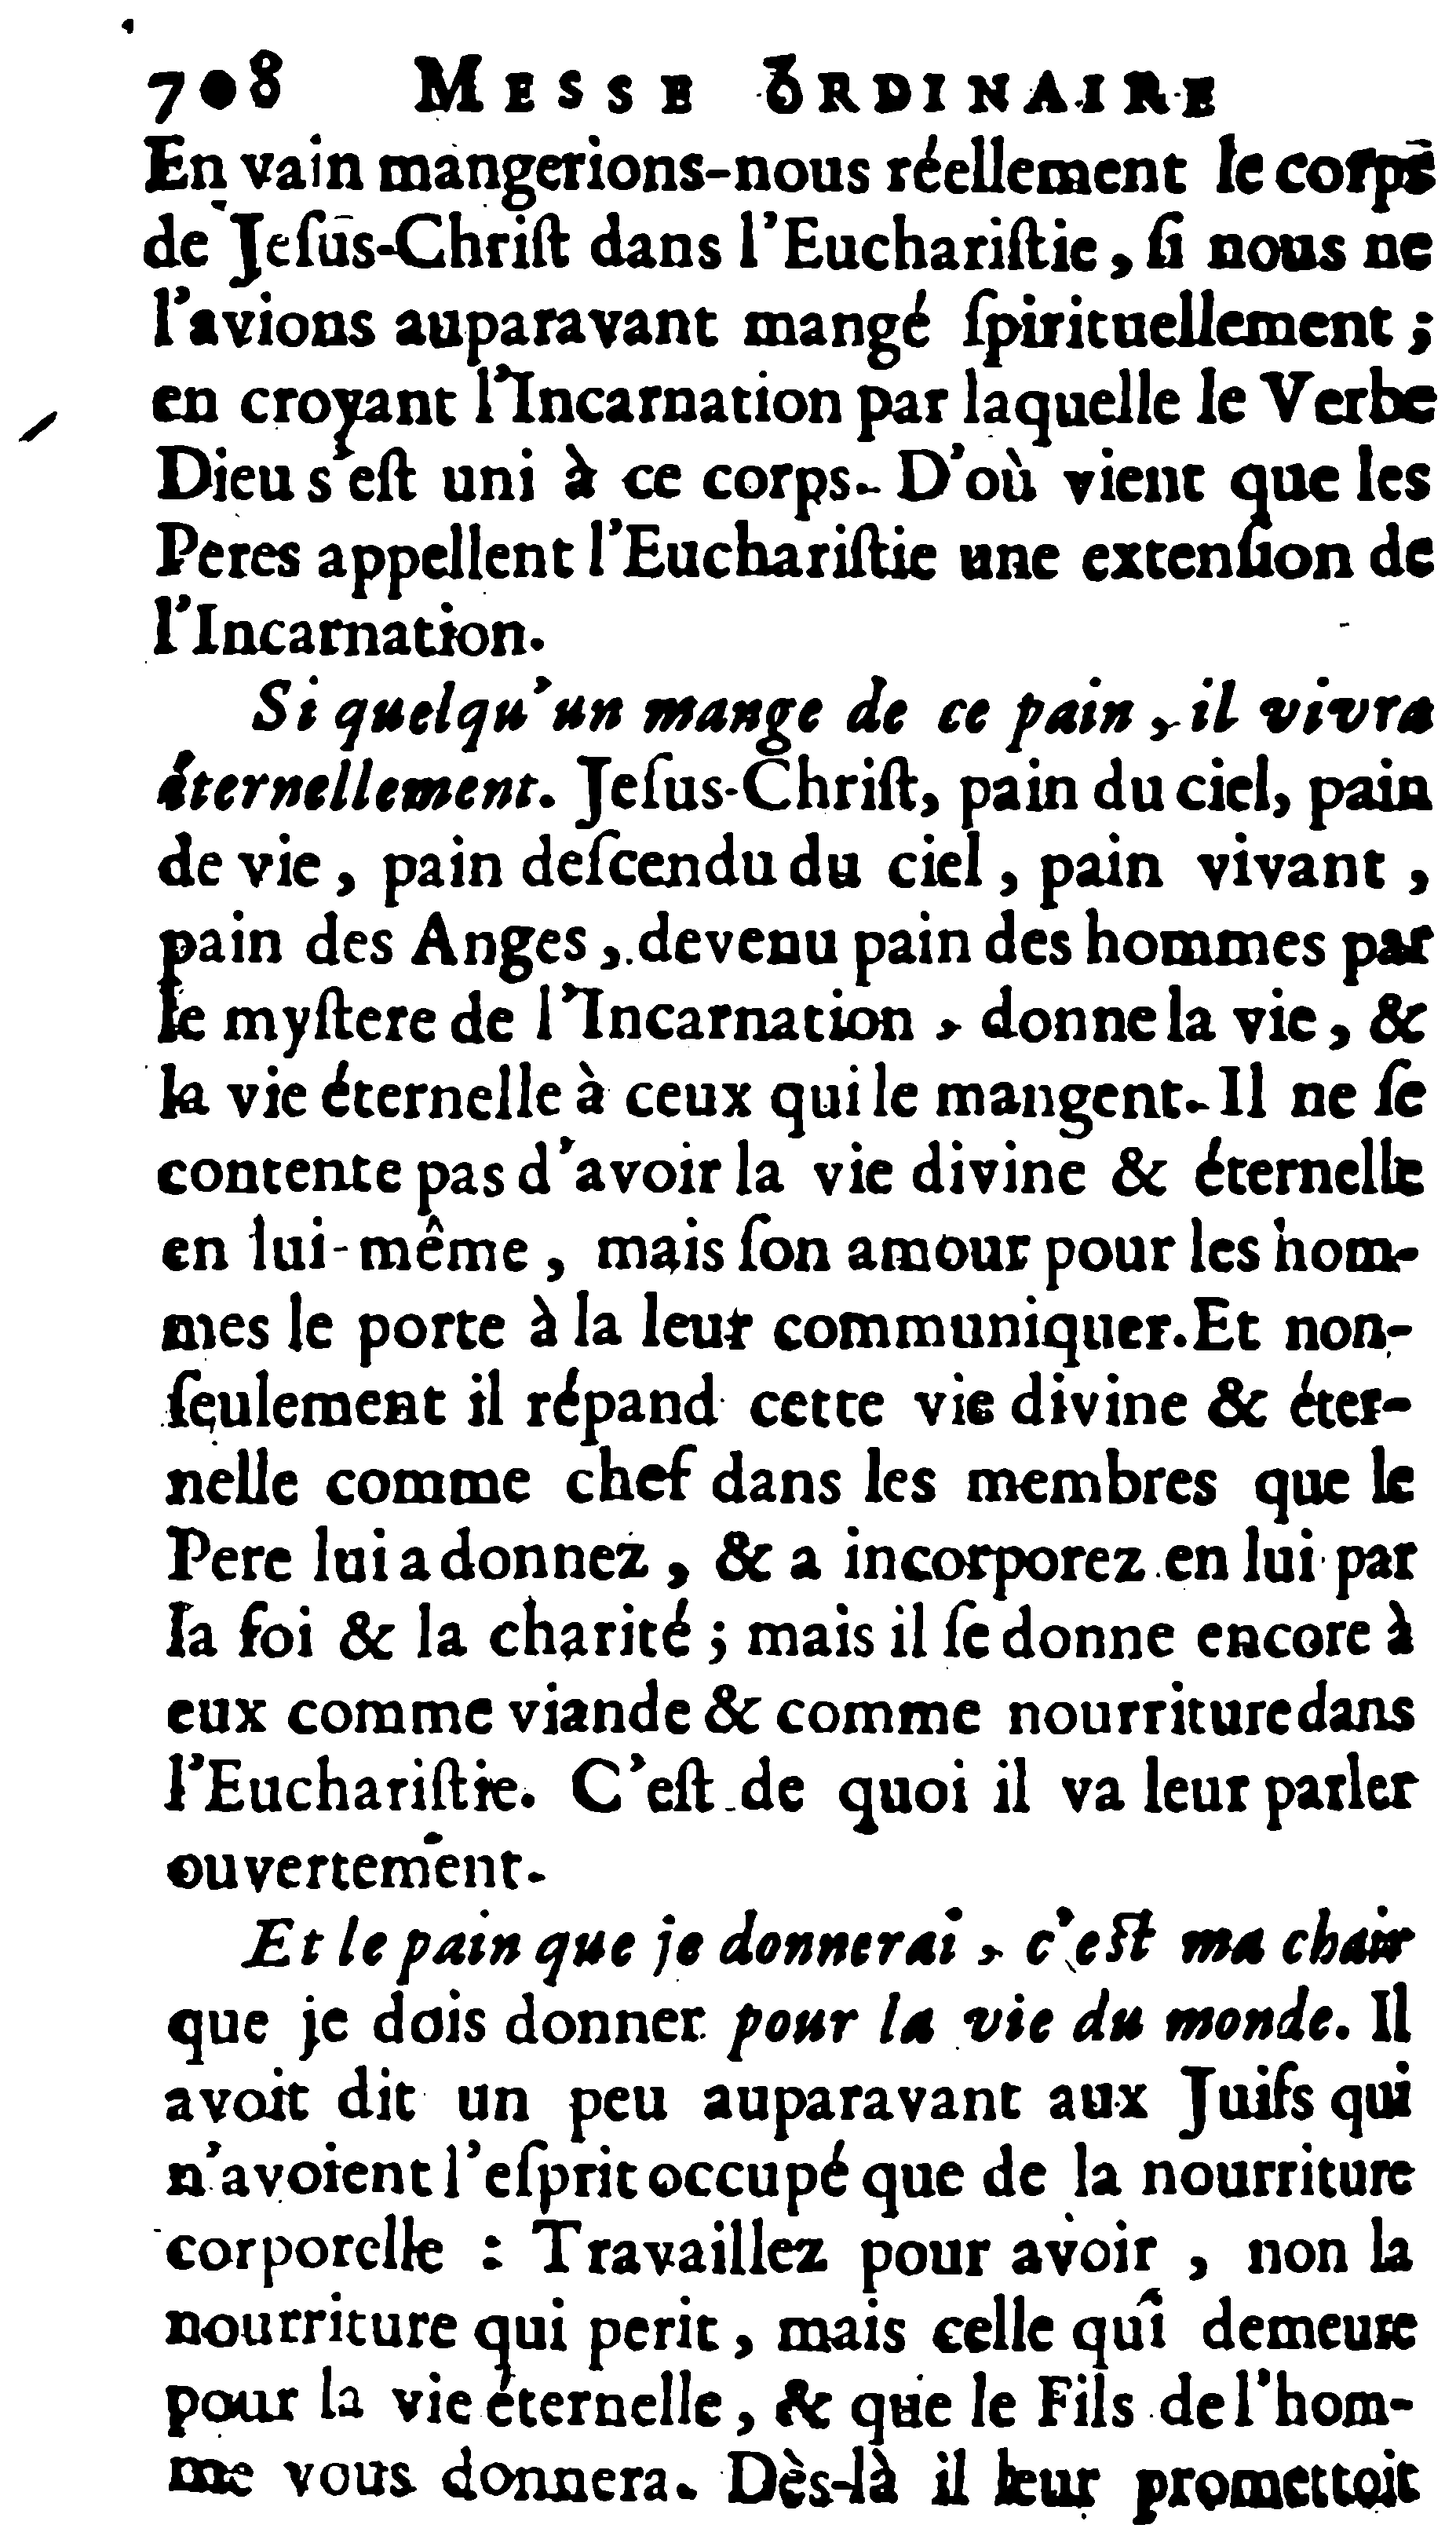 708 MESSE ORDINAIRE
En vain mangerions-nous réellement le corps
de Jeſus-Chriſt dans l'Euchariſtie, ſi nous ne
l'avions auparavant mangé ſpirituellement ;
en croyant l'Incarnation par laquelle le Verbe
Dieu s'eſt uni à ce corps. D'où vient que les
Peres appellent l'Euchariſtie une extenſion de
l'Incarnation.
Si quelqu'un mange de ce pain, il vivra
éternellement. Jeſus-Chriſt, pain du ciel, pain
de vie, pain deſcendu du ciel, pain vivant,
pain des Anges, devenu pain des hommes par
le myſtere de l'Incarnation, donne la vie, &
la vie éternelle à ceux qui le mangent. Il ne ſe
contente pas d'avoir la vie divine & éternelle
en lui-même, mais ſon amour pour les hom-
mes le porte à la leur communiquer. Et non-
ſeulement il répand cette vie divine & éter-
nelle comme chef dans les membres que le
Pere lui a donnez, & a incorporez en lui par
la foi & la charité ; mais il ſe donne encore à
eux comme viande & comme nourriture dans
l'Euchariſtie. C'eſt de quoi il va leur parler
ouvertement.
Et le pain que je donnerai, c'eſt ma chair
que je dois donner pour la vie du monde. Il
avoit dit un peu auparavant aux Juifs qui
n'avoient l'eſprit occupé que de la nourriture
corporelle : Travaillez pour avoir, non la
nourriture qui perit, mais celle qui demeure
pour la vie éternelle, & que le Fils de l'hom-
me vous donnera. Dès-là il leur promettoit